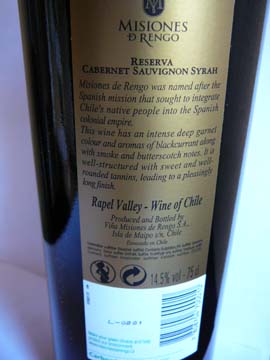 M
MISIONES
D RENGO
RESERVA
CABERNET SAUVIGNON SYRAH
Misiones de Rengo was named after the
Spanish mission that sought to integrate
Chile's native people into the Spanish
colonial empire.
This wine has an intense deep garnet
colour and aromas of blackcurrant along
with smoke and butterscotch notes. It is
well-structured with sweet and well-
rounded tannins, leading to a pleasingly
long finish.
Rapel Valley - Wine of Chile
Produced and Bottled by
Viña Misiones de Rengo S.A.,
Isla de Maipo s/n, Chile.
Envasado en Chile
14.5% vol - 75 cl